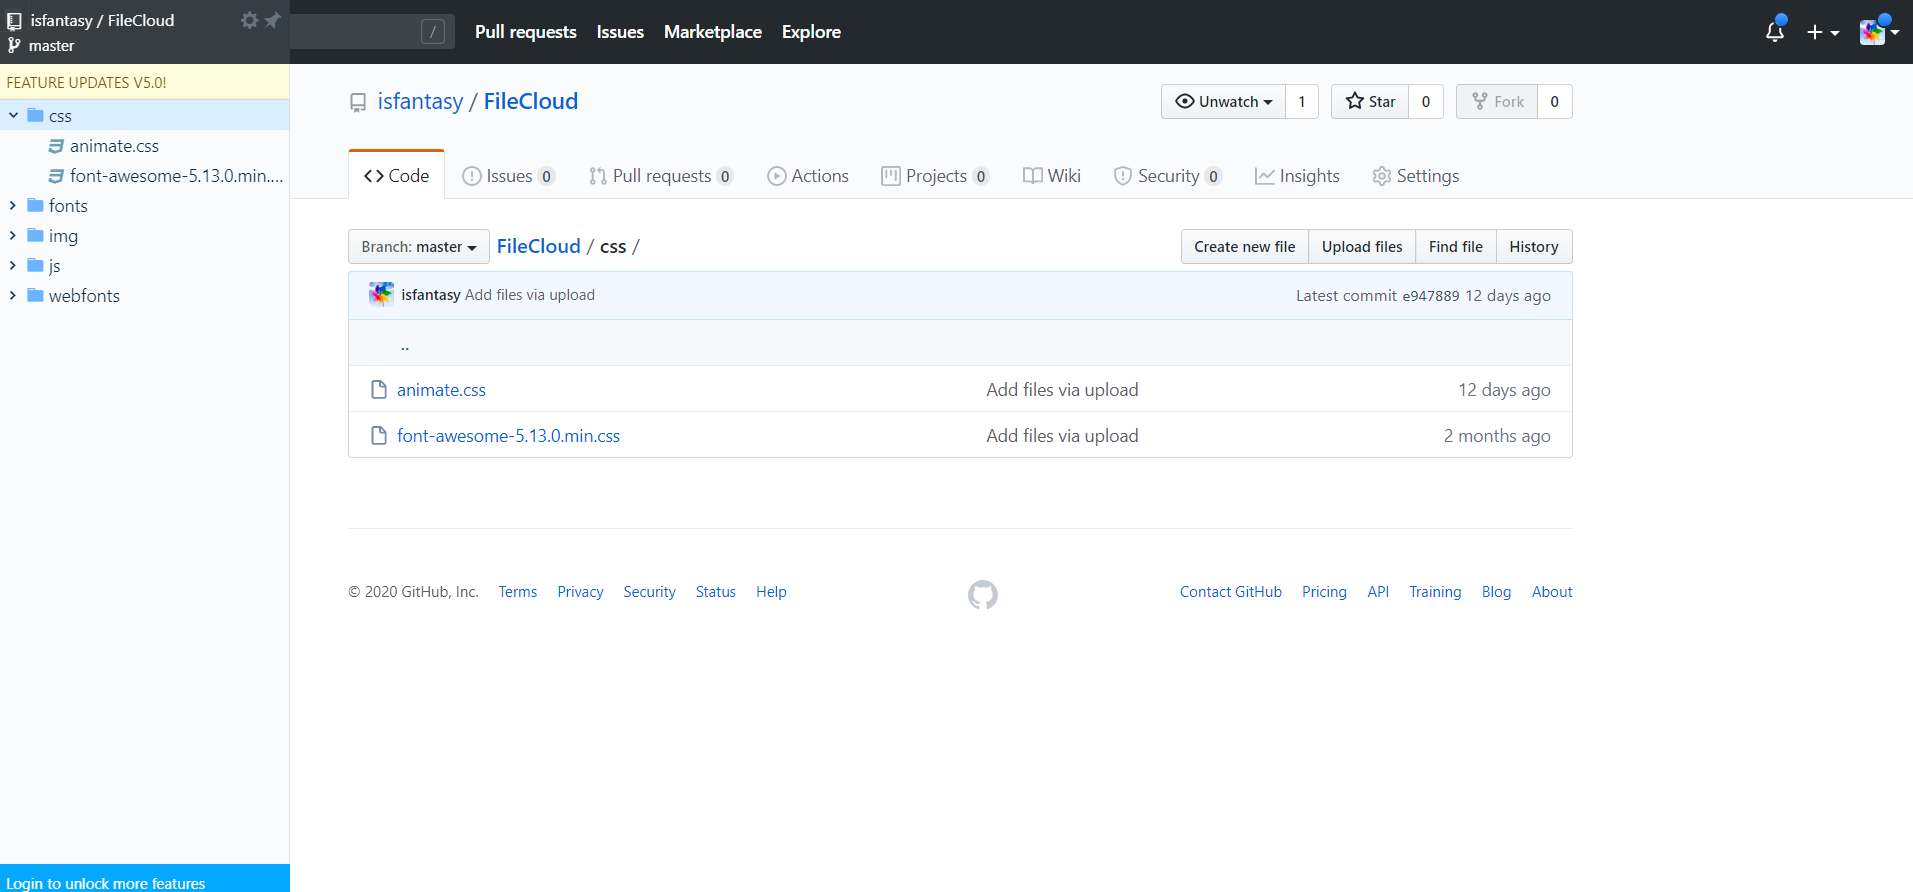 isfantasy / FileCloud
master
/
Pull requests Issues Marketplace Explore
FEATURE UPDATES V5.0!
css
animate.css
font-awesome-5.13.0.min....
fonts
img
js
webfonts
Login to unlock more features
isfantasy / FileCloud
Unwatch 1 Star 0 Fork 0
Code Issues 0 Pull requests 0 Actions Projects 0 Wiki Security 0 Insights Settings
Branch: master FileCloud / css /
Create new file Upload files Find file History
isfantasy Add files via upload Latest commit e947889 12 days ago
..
animate.css Add files via upload 12 days ago
font-awesome-5.13.0.min.css Add files via upload 2 months ago
© 2020 GitHub, Inc. Terms Privacy Security Status Help Contact GitHub Pricing API Training Blog About